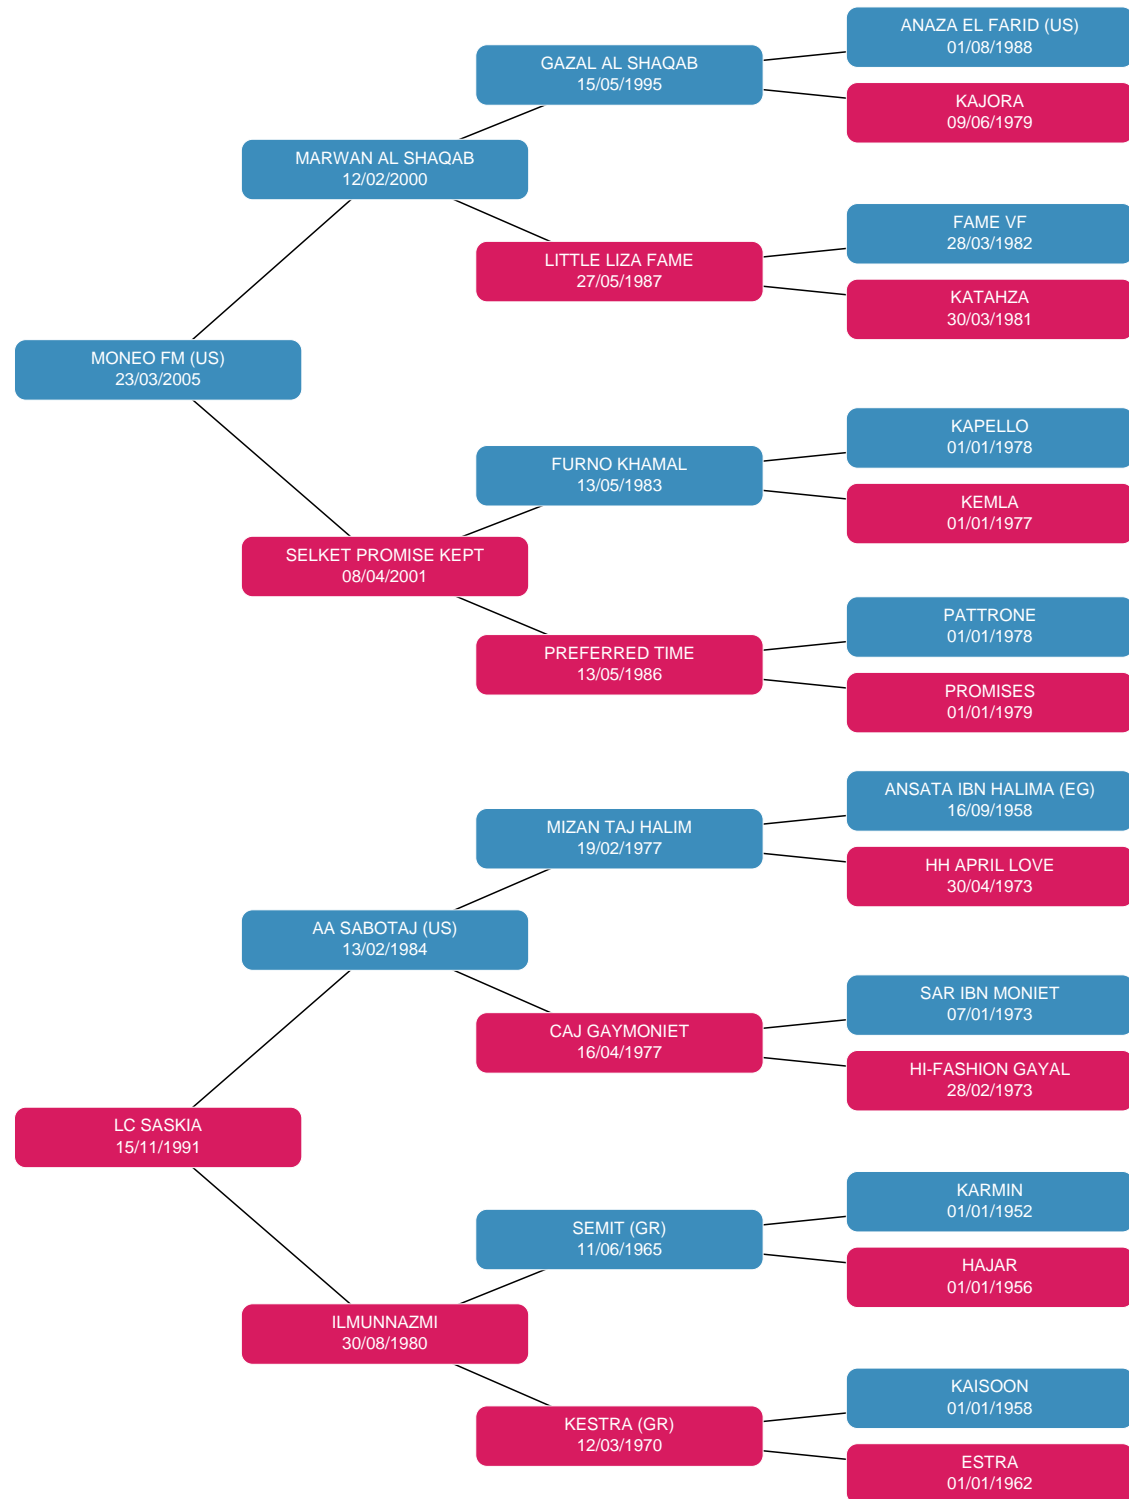 ANAZA EL FARID (US)
01/08/1988
GAZAL AL SHAQAB
15/05/1995
KAJORA
09/06/1979
MARWAN AL SHAQAB
12/02/2000
FAME VF
28/03/1982
LITTLE LIZA FAME
27/05/1987
KATAHZA
30/03/1981
MONEO FM (US)
23/03/2005
KAPELLO
01/01/1978
FURNO KHAMAL
13/05/1983
KEMLA
01/01/1977
SELKET PROMISE KEPT
08/04/2001
PATTRONE
01/01/1978
PREFERRED TIME
13/05/1986
PROMISES
01/01/1979
ANSATA IBN HALIMA (EG)
16/09/1958
MIZAN TAJ HALIM
19/02/1977
HH APRIL LOVE
30/04/1973
AA SABOTAJ (US)
13/02/1984
SAR IBN MONIET
07/01/1973
CAJ GAYMONIET
16/04/1977
HI-FASHION GAYAL
28/02/1973
LC SASKIA
15/11/1991
KARMIN
01/01/1952
SEMIT (GR)
11/06/1965
HAJAR
01/01/1956
ILMUNNAZMI
30/08/1980
KAISOON
01/01/1958
KESTRA (GR)
12/03/1970
ESTRA
01/01/1962